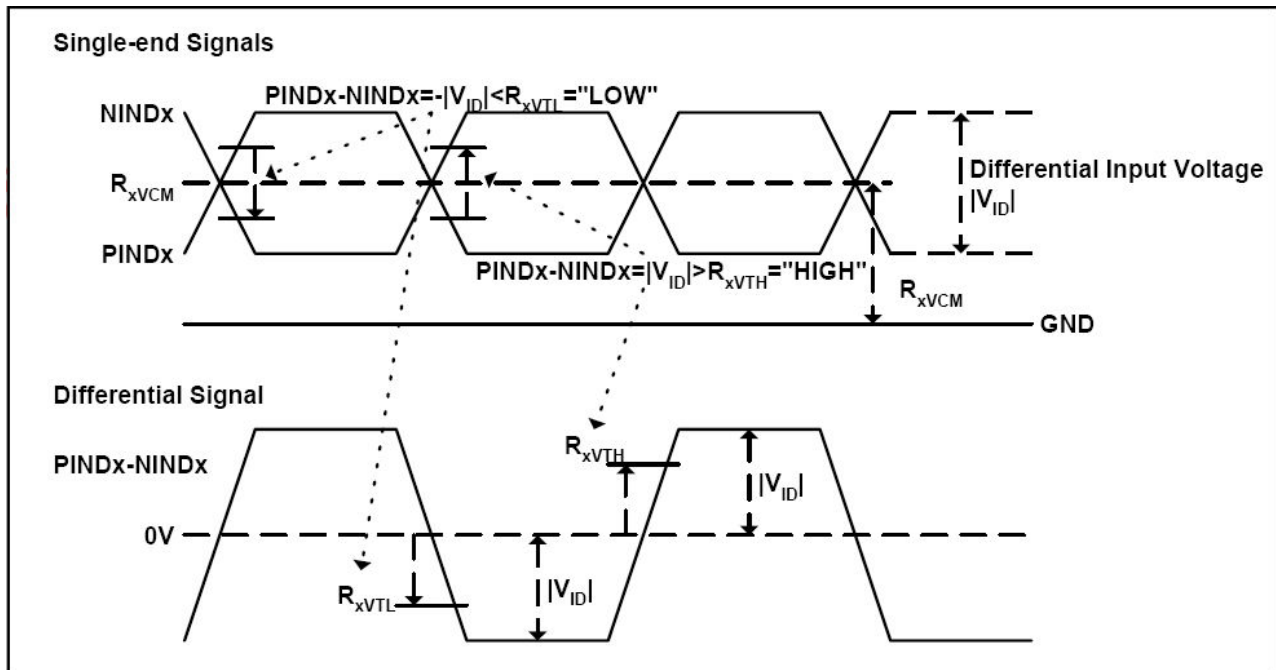 Single-end Signals
PINDx-NINDx=-|VID|<RxVTL="LOW"
NINDx
Differential Input Voltage
|VID|
RxVCM
PINDx
PINDx-NINDx=|VID|>RxVTH="HIGH"
RxVCM
GND
Differential Signal
RxVTH
PINDx-NINDx
|VID|
0V
RxVTL
|VID|